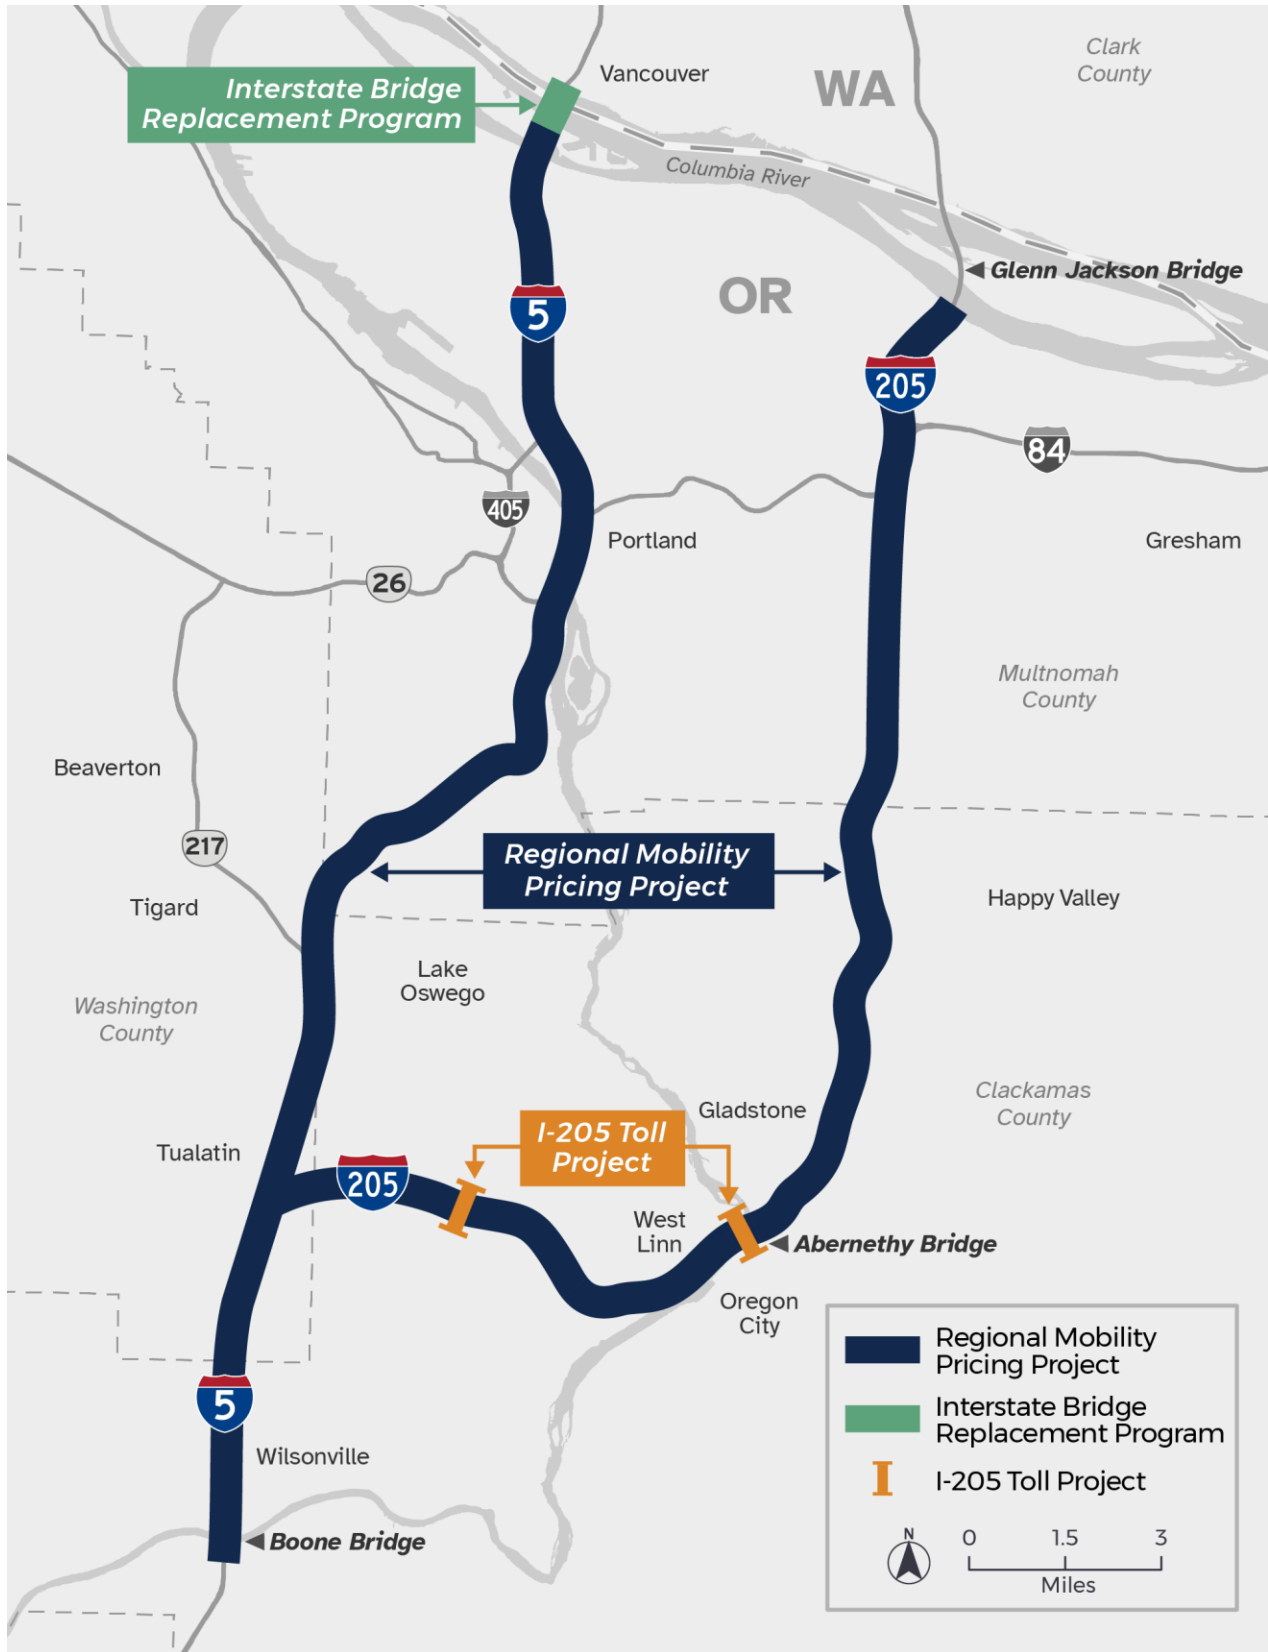 Clark
County
Vancouver
WA
Interstate Bridge
Replacement Program
Columbia River
Glenn Jackson Bridge
OR
5
205
84
405
Portland
Gresham
26
Multnomah
County
Beaverton
217
Regional Mobility
Pricing Project
Happy Valley
Tigard
Lake
Oswego
Washington
County
Clackamas
County
Gladstone
I-205 Toll
Project
Tualatin
205
West
Linn
Abernethy Bridge
Oregon
City
5
Wilsonville
Boone Bridge
Regional Mobility
Pricing Project
Interstate Bridge
Replacement Program
I-205 Toll Project
N
0 1.5 3
Miles